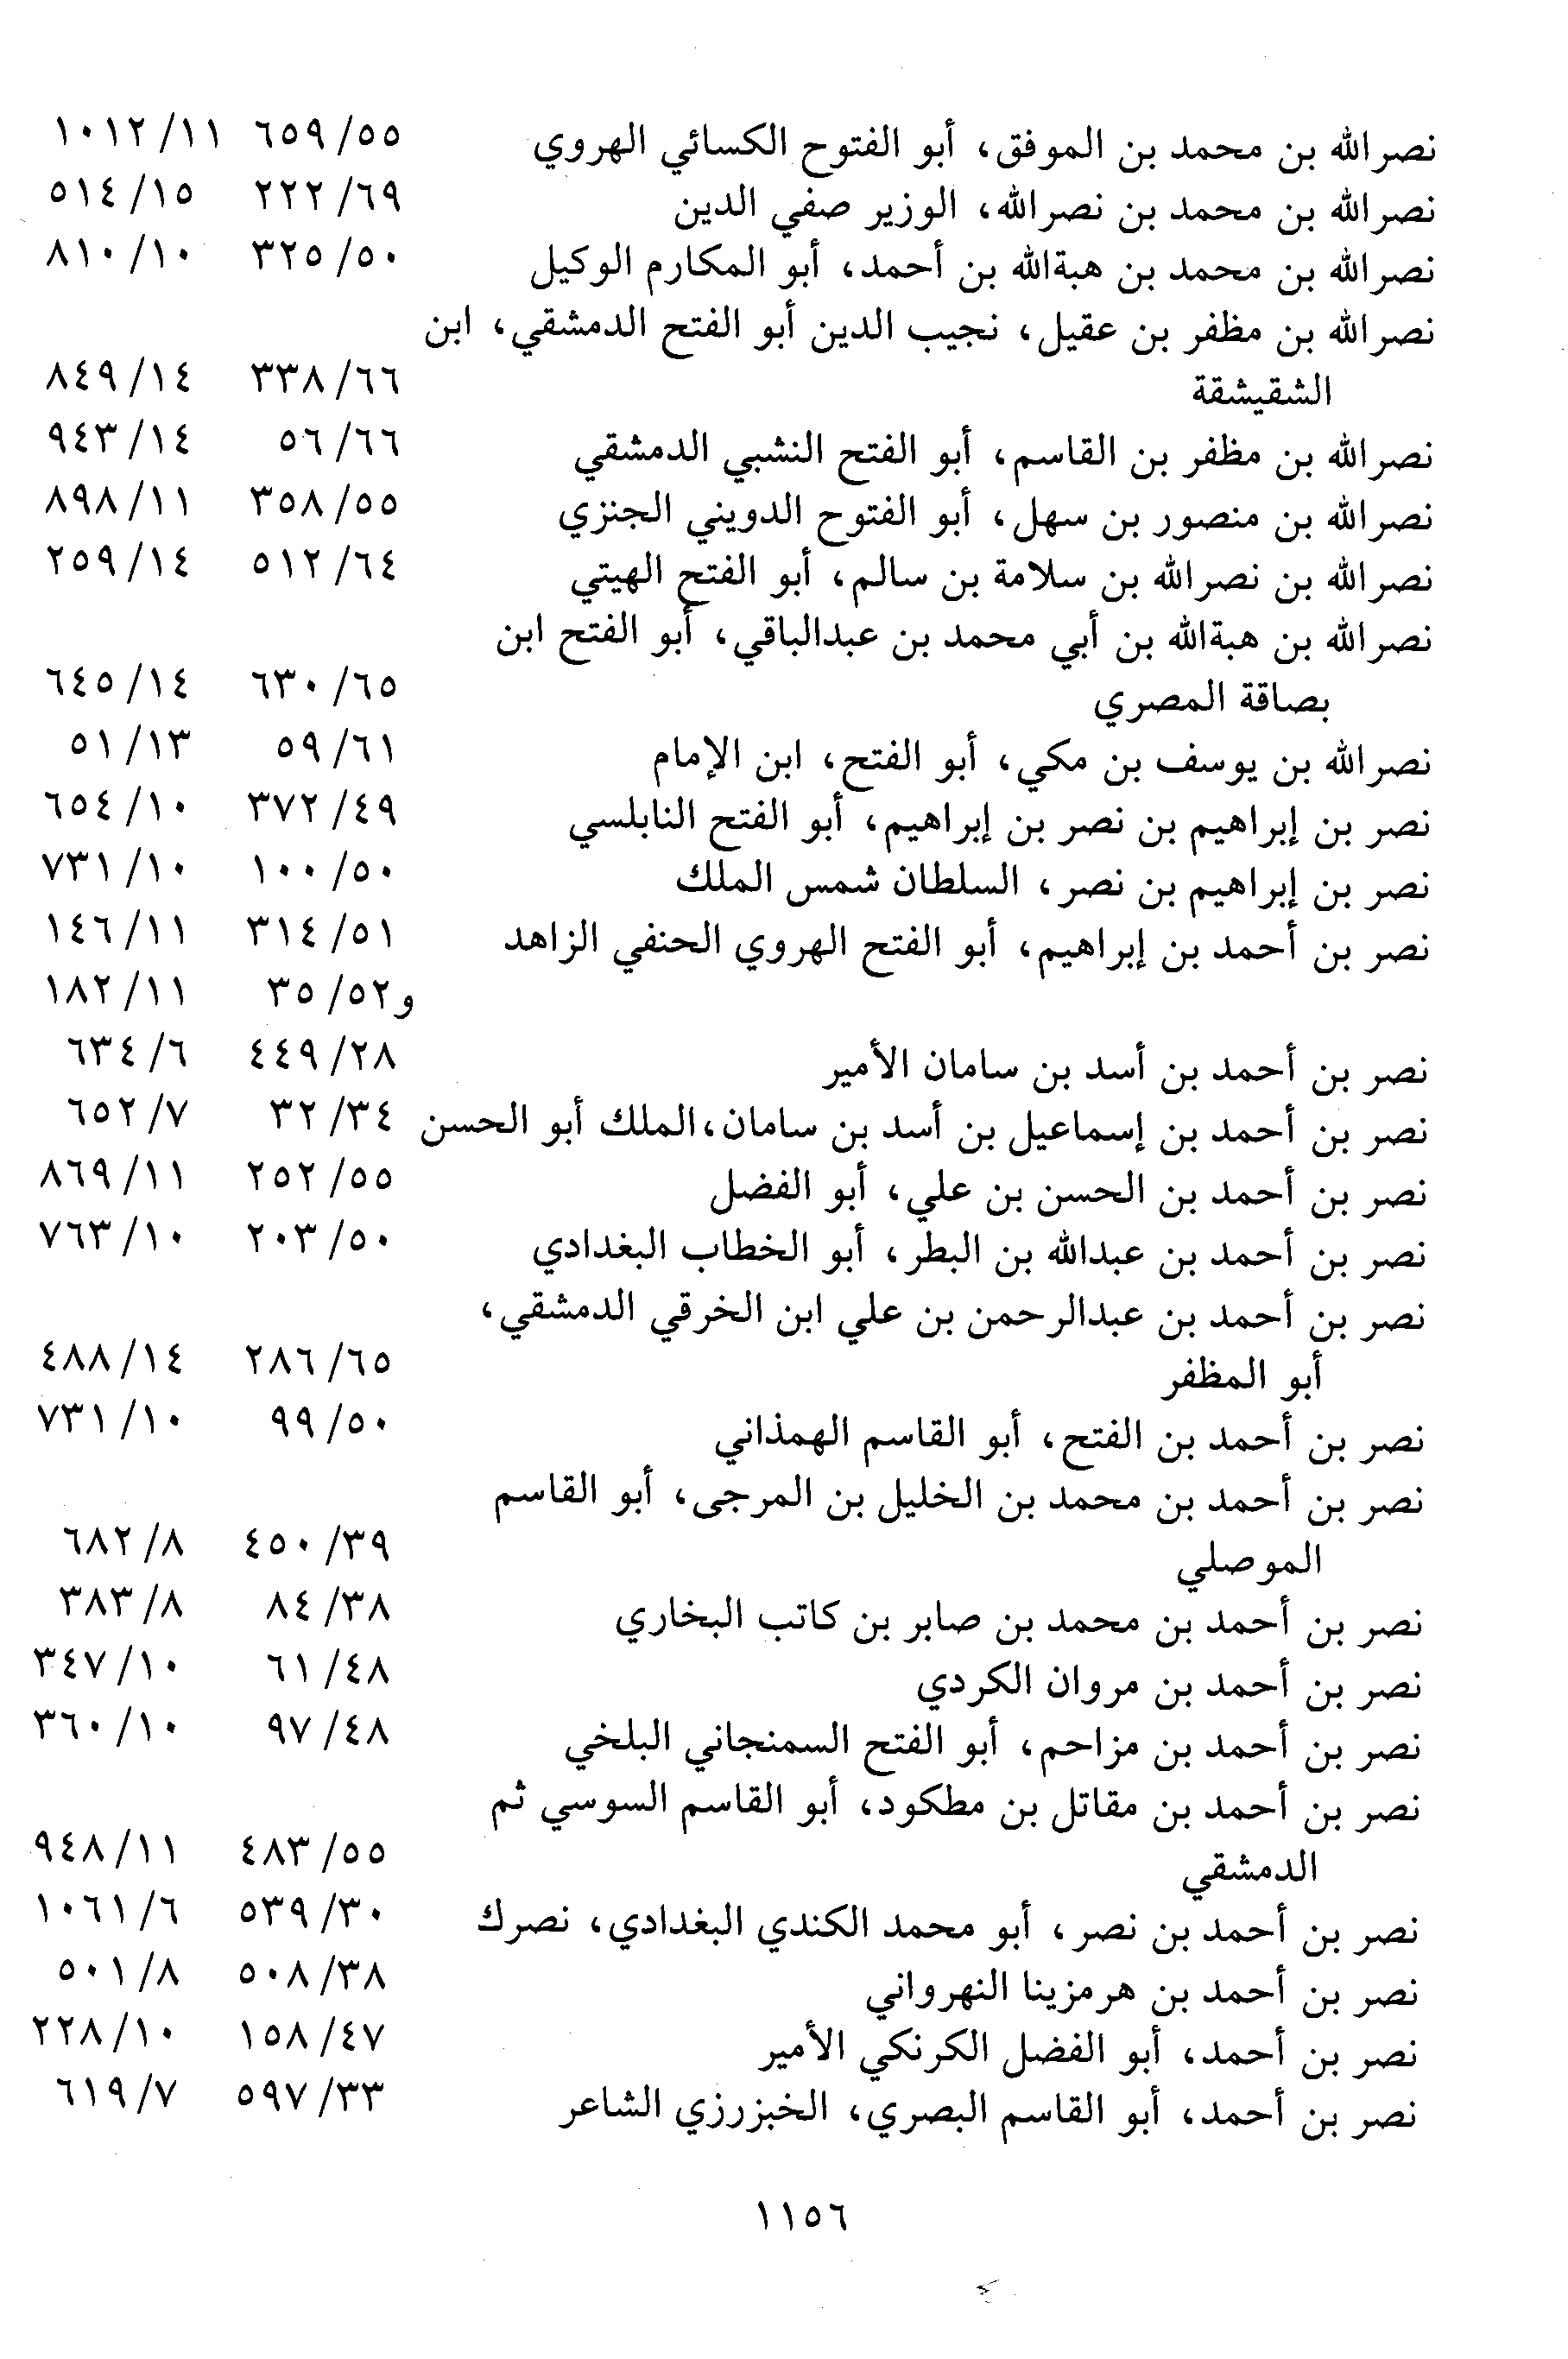 نصرالله بن محمد بن الموفق، أبو الفتوح الكسائي الهروي ٥٥/ ٦٥٩ ١١/ ١٠١٢
نصرالله بن محمد بن نصرالله، الوزير صفي الدين ٦٩/ ٢٢٢ ١٥/ ٥١٤
نصرالله بن محمد بن هبةالله بن أحمد، أبو المكارم الوكيل ٥٠/ ٣٢٥ ١٠/ ٨١٠
نصرالله بن مظفر بن عقيل، نجيب الدين أبو الفتح الدمشقي، ابن
الشقيشقة ٦٦/ ٣٣٨ ١٤/ ٨٤٩
نصرالله بن مظفر بن القاسم، أبو الفتح النشبي الدمشقي ٦٦/ ٥٦ ١٤/ ٩٤٣
نصرالله بن منصور بن سهل، أبو الفتوح الدويني الجنزي ٥٥/ ٣٥٨ ١١/ ٨٩٨
نصرالله بن نصرالله بن سلامة بن سالم، أبو الفتح الهيتي ٦٤/ ٥١٢ ١٤/ ٢٥٩
نصرالله بن هبةالله بن أبي محمد بن عبدالباقي، أبو الفتح ابن
بصاقة المصري ٦٥/ ٦٣٠ ١٤/ ٦٤٥
نصرالله بن يوسف بن مكي، أبو الفتح، ابن الإمام ٦١/ ٥٩ ١٣/ ٥١
نصر بن إبراهيم بن نصر بن إبراهيم، أبو الفتح النابلسي ٤٩/ ٣٧٢ ١٠/ ٦٥٤
نصر بن إبراهيم بن نصر، السلطان شمس الملك ٥٠/ ١٠٠ ١٠/ ٧٣١
نصر بن أحمد بن إبراهيم، أبو الفتح الهروي الحنفي الزاهد ٥١/ ٣١٤ ١١/ ١٤٦
و٥٢/ ٣٥ ١١/ ١٨٢
نصر بن أحمد بن أسد بن سامان الأمير ٢٨/ ٤٤٩ ٦/ ٦٣٤
نصر بن أحمد بن إسماعيل بن أسد بن سامان،الملك أبو الحسن ٣٤/ ٣٢ ٧/ ٦٥٢
نصر بن أحمد بن الحسن بن علي، أبو الفضل ٥٥/ ٢٥٢ ١١/ ٨٦٩
نصر بن أحمد بن عبدالله بن البطر، أبو الخطاب البغدادي ٥٠/ ٢٠٣ ١٠/ ٧٦٣
نصر بن أحمد بن عبدالرحمن بن علي ابن الخرقي الدمشقي،
أبو المظفر ٦٥/ ٢٨٦ ١٤/ ٤٨٨
نصر بن أحمد بن الفتح، أبو القاسم الهمذاني ٥٠/ ٩٩ ١٠/ ٧٣١
نصر بن أحمد بن محمد بن الخليل بن المرجى، أبو القاسم
الموصلي ٣٩/ ٤٥٠ ٨/ ٦٨٢
نصر بن أحمد بن محمد بن صابر بن كاتب البخاري ٣٨/ ٨٤ ٨/ ٣٨٣
نصر بن أحمد بن مروان الكردي ٤٨/ ٦١ ١٠/ ٣٤٧
نصر بن أحمد بن مزاحم، أبو الفتح السمنجاني البلخي ٤٨/ ٩٧ ١٠/ ٣٦٠
نصر بن أحمد بن مقاتل بن مطكود، أبو القاسم السوسي ثم
الدمشقي ٥٥/ ٤٨٣ ١١/ ٩٤٨
نصر بن أحمد بن نصر، أبو محمد الكندي البغدادي، نصرك ٣٠/ ٥٣٩ ٦/ ١٠٦١
نصر بن أحمد بن هرمزينا النهرواني ٣٨/ ٥٠٨ ٨/ ٥٠١
نصر بن أحمد، أبو الفضل الكرنكي الأمير ٤٧/ ١٥٨ ١٠/ ٢٢٨
نصر بن أحمد، أبو القاسم البصري، الخبزرزي الشاعر ٣٣/ ٥٩٧ ٧/ ٦١٩
١١٥٦